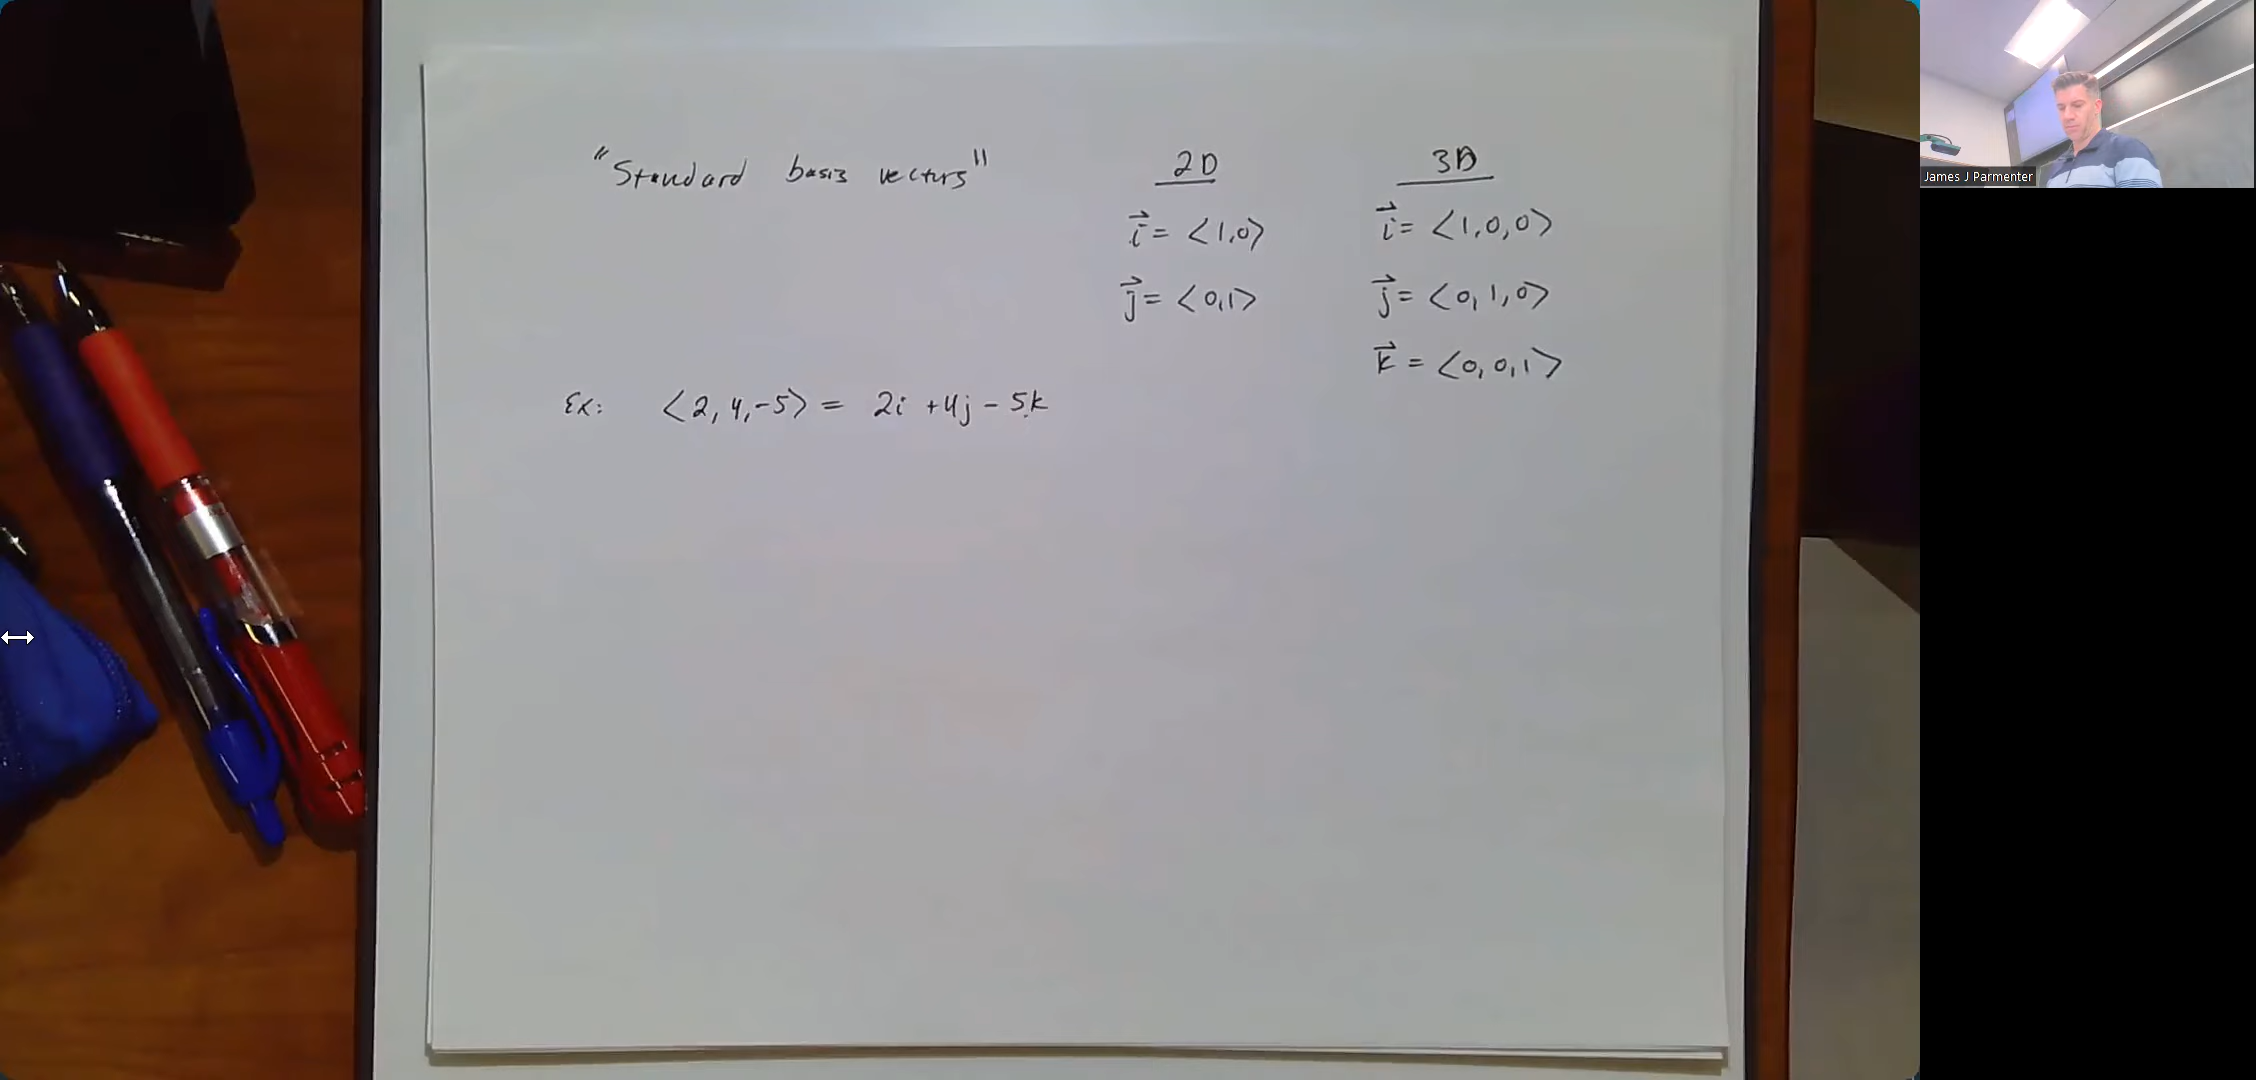 "Standard basis vectors"
2D
i⃗ = <1,0>
j⃗ = <0,1>
3D
i⃗ = <1,0,0>
j⃗ = <0,1,0>
k⃗ = <0,0,1>
Ex: <2,4,-5> = 2i + 4j - 5k
James J Parmenter